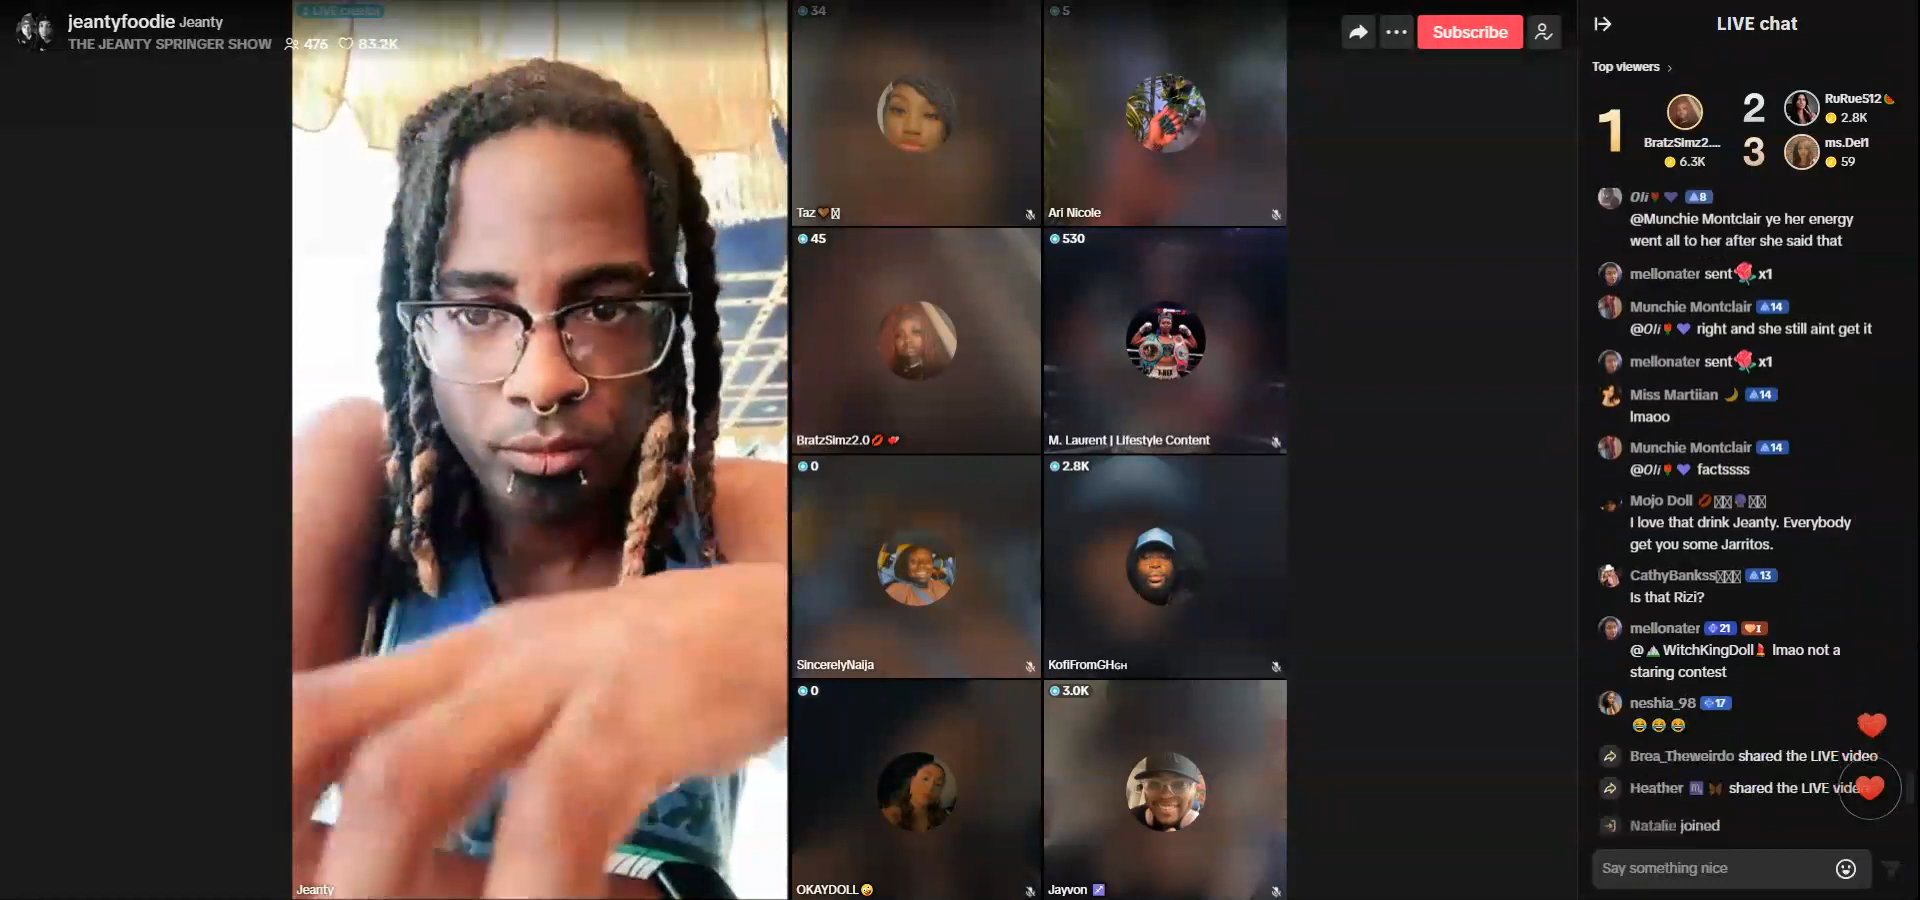 jeantyfoodie Jeanty
THE JEANTY SPRINGER SHOW 475 83.2K
LIVE creator
Jeanty
34
Taz
5
Ari Nicole
45
BratzSimz2.0
530
M. Laurent | Lifestyle Content
0
SincerelyNaija
2.8K
KofiFromGHGH
0
OKAYDOLL
3.0K
Jayvon
Subscribe
LIVE chat
Top viewers >
1
BratzSimz2....
6.3K
2
RuRue512
2.8K
3
ms.Del1
59
Oli 8
@Munchie Montclair ye her energy
went all to her after she said that
mellonater sent x1
Munchie Montclair 14
@Oli right and she still aint get it
mellonater sent x1
Miss Martiian 14
lmaoo
Munchie Montclair 14
@Oli factssss
Mojo Doll
I love that drink Jeanty. Everybody
get you some Jarritos.
CathyBankss 13
Is that Rizi?
mellonater 21 I
@ WitchKingDoll lmao not a
staring contest
neshia_98 17
Brea_Theweirdo shared the LIVE video
Heather shared the LIVE video
Natalie joined
Say something nice